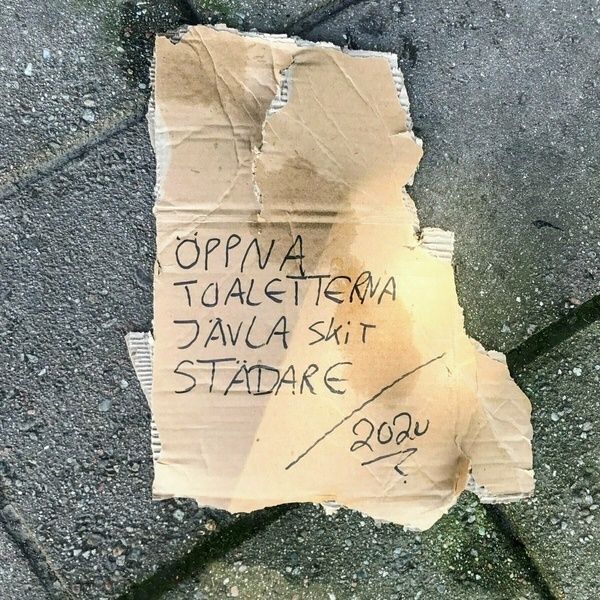 ÖPPNA
TOALETTERNA
JÄVLA SKIT
STÄDARE
/2020